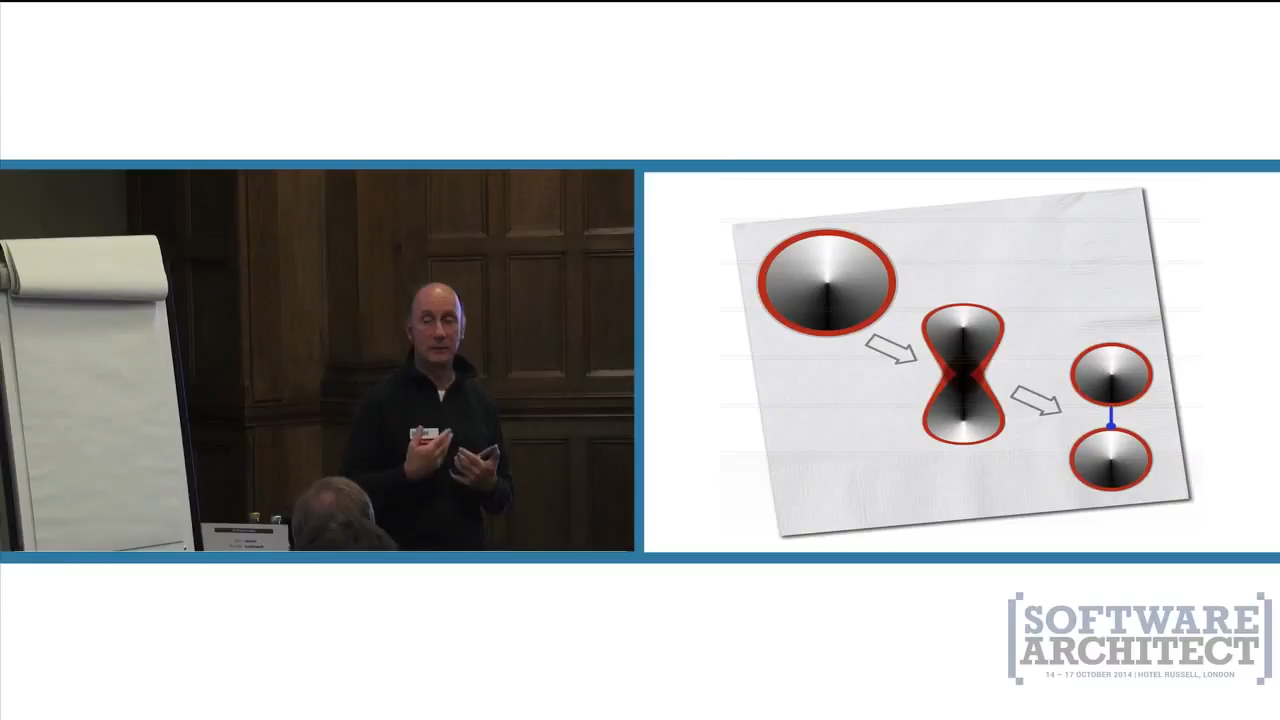 SOFTWARE
ARCHITECT
14 – 17 OCTOBER 2014 | HOTEL RUSSELL, LONDON